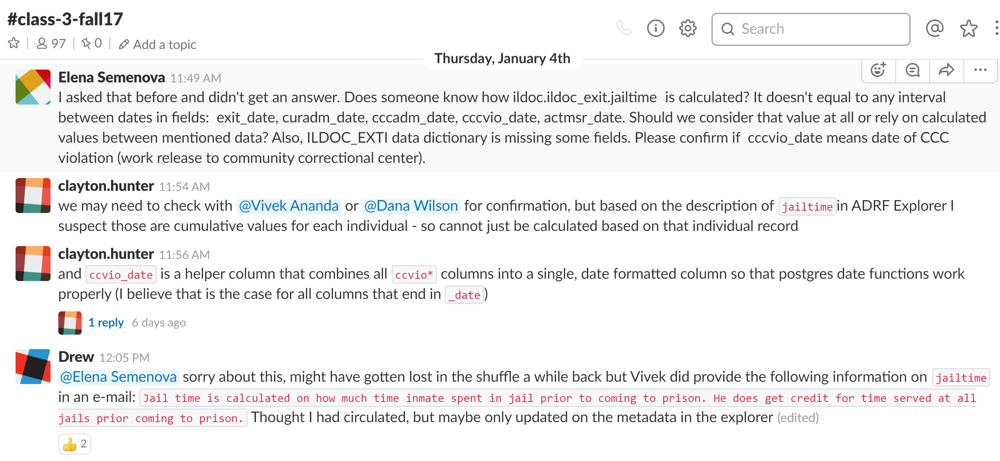 #class-3-fall17
Search
97 0 Add a topic
Thursday, January 4th
Elena Semenova 11:49 AM
I asked that before and didn't get an answer. Does someone know how ildoc.ildoc_exit.jailtime is calculated? It doesn't equal to any interval
between dates in fields: exit_date, curadm_date, cccadm_date, cccvio_date, actmsr_date. Should we consider that value at all or rely on calculated
values between mentioned data? Also, ILDOC_EXTI data dictionary is missing some fields. Please confirm if cccvio_date means date of CCC
violation (work release to community correctional center).
clayton.hunter 11:54 AM
we may need to check with @Vivek Ananda or @Dana Wilson for confirmation, but based on the description of jailtime in ADRF Explorer I
suspect those are cumulative values for each individual - so cannot just be calculated based on that individual record
clayton.hunter 11:56 AM
and ccvio_date is a helper column that combines all ccvio* columns into a single, date formatted column so that postgres date functions work
properly (I believe that is the case for all columns that end in _date)
1 reply 6 days ago
Drew 12:05 PM
@Elena Semenova sorry about this, might have gotten lost in the shuffle a while back but Vivek did provide the following information on jailtime
in an e-mail: Jail time is calculated on how much time inmate spent in jail prior to coming to prison. He does get credit for time served at all
jails prior coming to prison. Thought I had circulated, but maybe only updated on the metadata in the explorer (edited)
2